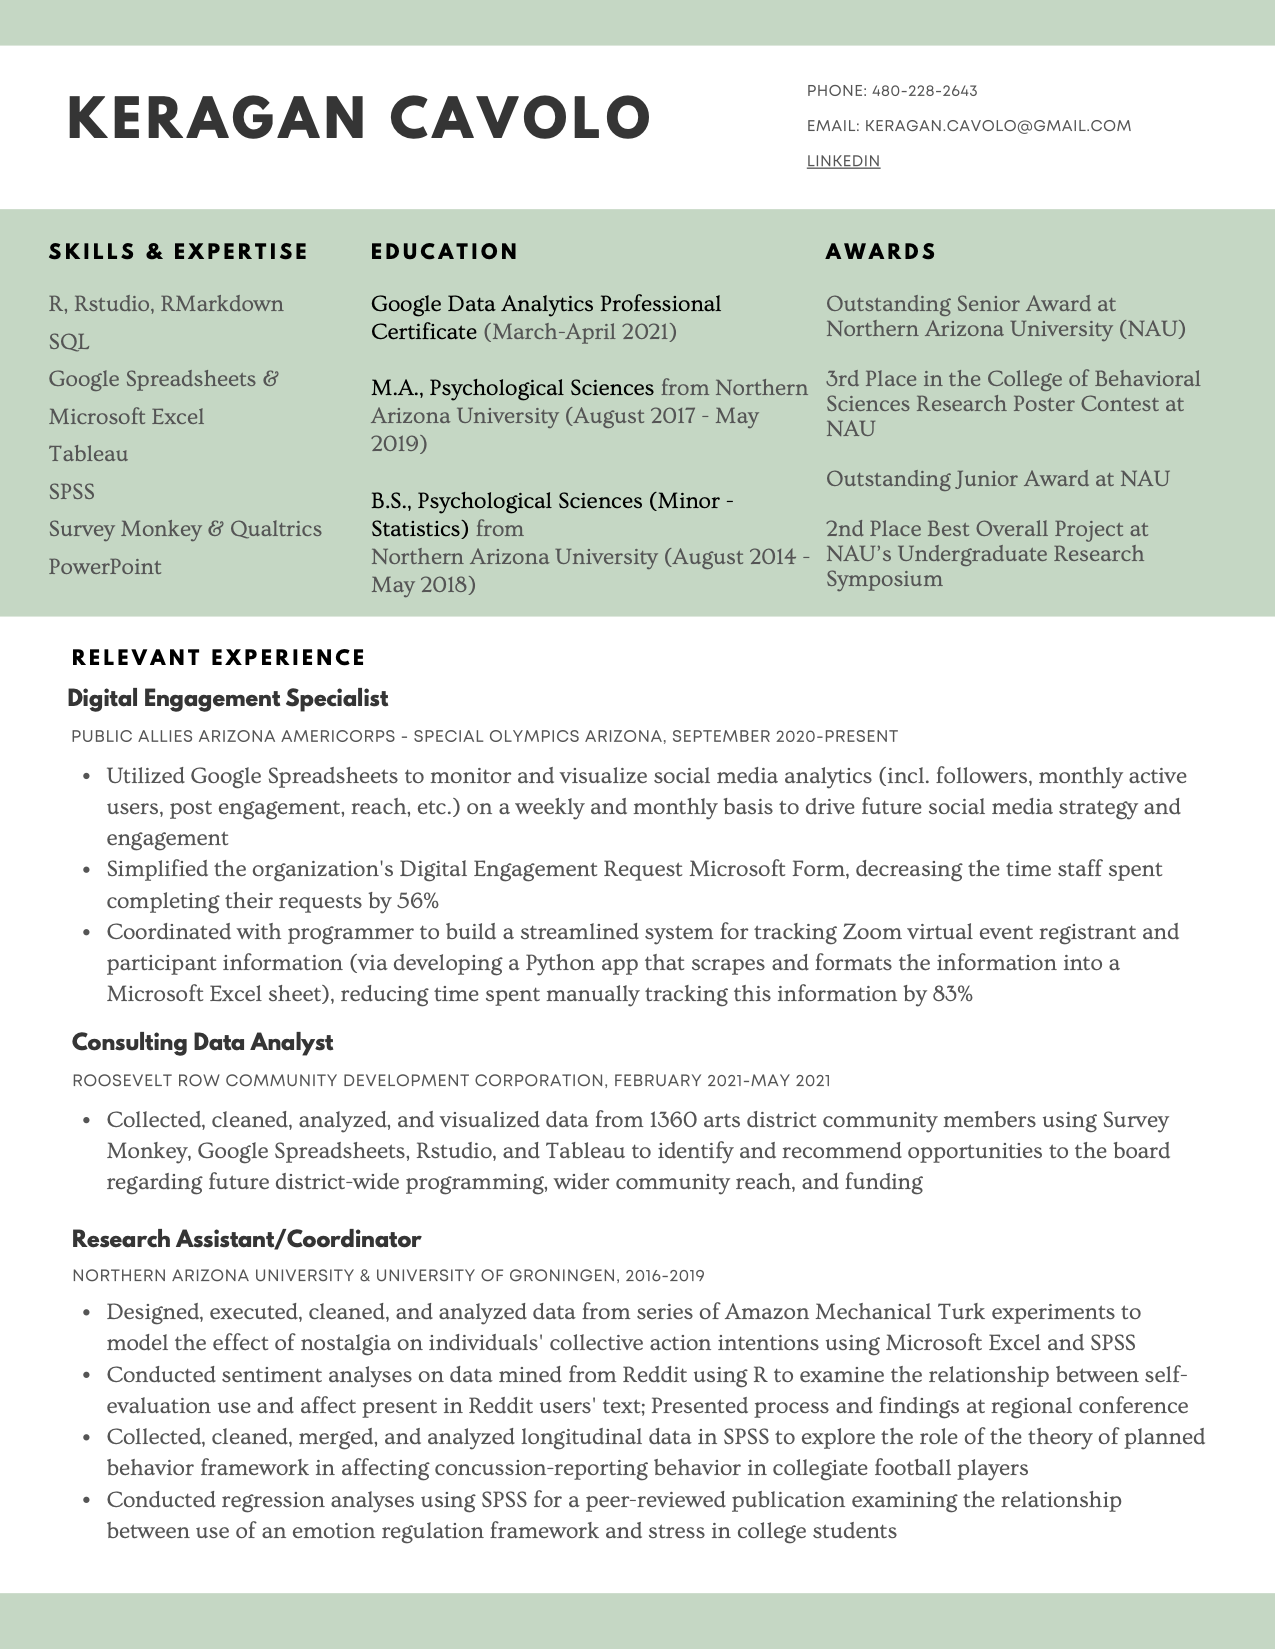 KERAGAN CAVOLO
PHONE: 480-228-2643
EMAIL: KERAGAN.CAVOLO@GMAIL.COM
LINKEDIN
SKILLS & EXPERTISE
R, Rstudio, RMarkdown
SQL
Google Spreadsheets &
Microsoft Excel
Tableau
SPSS
Survey Monkey & Qualtrics
PowerPoint
EDUCATION
Google Data Analytics Professional
Certificate (March-April 2021)
M.A., Psychological Sciences from Northern
Arizona University (August 2017 - May
2019)
B.S., Psychological Sciences (Minor -
Statistics) from
Northern Arizona University (August 2014 -
May 2018)
AWARDS
Outstanding Senior Award at
Northern Arizona University (NAU)
3rd Place in the College of Behavioral
Sciences Research Poster Contest at
NAU
Outstanding Junior Award at NAU
2nd Place Best Overall Project at
NAU's Undergraduate Research
Symposium
RELEVANT EXPERIENCE
Digital Engagement Specialist
PUBLIC ALLIES ARIZONA AMERICORPS - SPECIAL OLYMPICS ARIZONA, SEPTEMBER 2020-PRESENT
• Utilized Google Spreadsheets to monitor and visualize social media analytics (incl. followers, monthly active
users, post engagement, reach, etc.) on a weekly and monthly basis to drive future social media strategy and
engagement
• Simplified the organization's Digital Engagement Request Microsoft Form, decreasing the time staff spent
completing their requests by 56%
• Coordinated with programmer to build a streamlined system for tracking Zoom virtual event registrant and
participant information (via developing a Python app that scrapes and formats the information into a
Microsoft Excel sheet), reducing time spent manually tracking this information by 83%
Consulting Data Analyst
ROOSEVELT ROW COMMUNITY DEVELOPMENT CORPORATION, FEBRUARY 2021-MAY 2021
• Collected, cleaned, analyzed, and visualized data from 1360 arts district community members using Survey
Monkey, Google Spreadsheets, Rstudio, and Tableau to identify and recommend opportunities to the board
regarding future district-wide programming, wider community reach, and funding
Research Assistant/Coordinator
NORTHERN ARIZONA UNIVERSITY & UNIVERSITY OF GRONINGEN, 2016-2019
• Designed, executed, cleaned, and analyzed data from series of Amazon Mechanical Turk experiments to
model the effect of nostalgia on individuals' collective action intentions using Microsoft Excel and SPSS
• Conducted sentiment analyses on data mined from Reddit using R to examine the relationship between self-
evaluation use and affect present in Reddit users' text; Presented process and findings at regional conference
• Collected, cleaned, merged, and analyzed longitudinal data in SPSS to explore the role of the theory of planned
behavior framework in affecting concussion-reporting behavior in collegiate football players
• Conducted regression analyses using SPSS for a peer-reviewed publication examining the relationship
between use of an emotion regulation framework and stress in college students